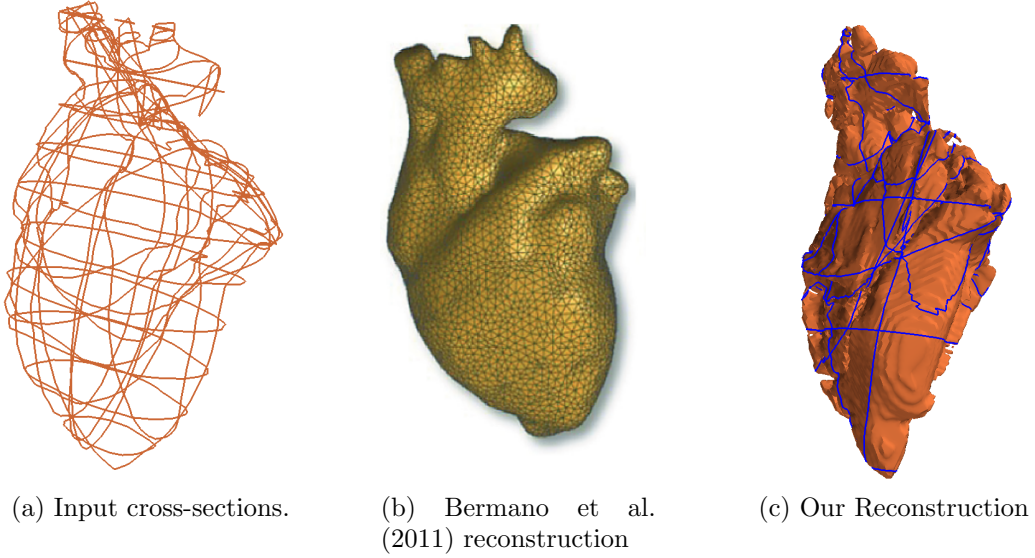 (a) Input cross-sections.
(b) Bermano et al.
(2011) reconstruction
(c) Our Reconstruction